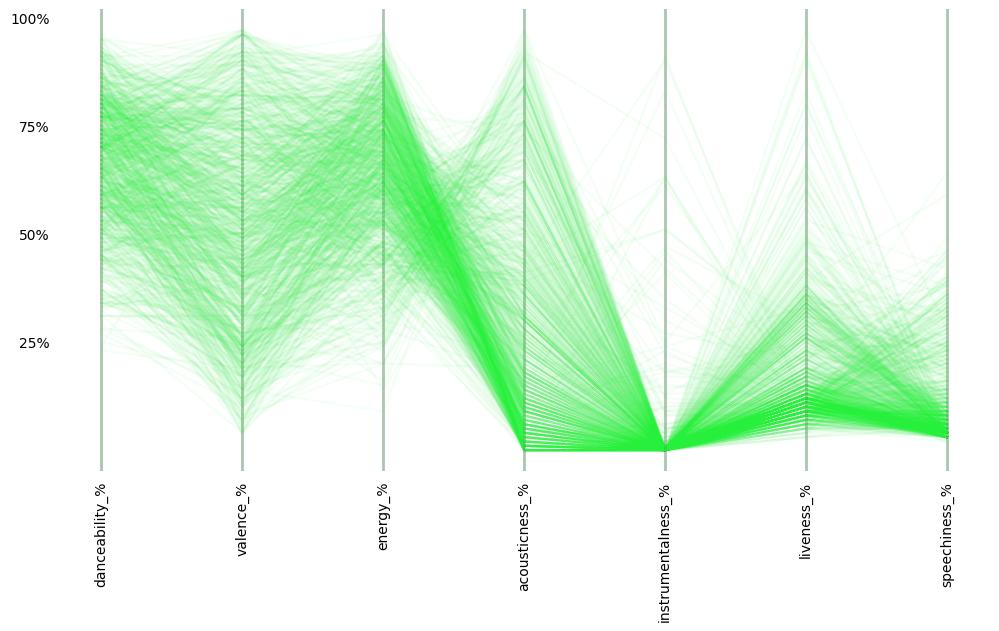 100%
75%
50%
25%
danceability_%
valence_%
energy_%
acousticness_%
instrumentalness_%
liveness_%
speechiness_%